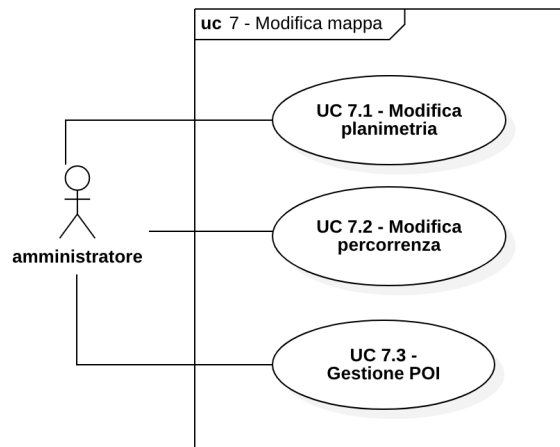 uc 7 - Modifica mappa
UC 7.1 - Modifica
planimetria
UC 7.2 - Modifica
percorrenza
amministratore
UC 7.3 -
Gestione POI